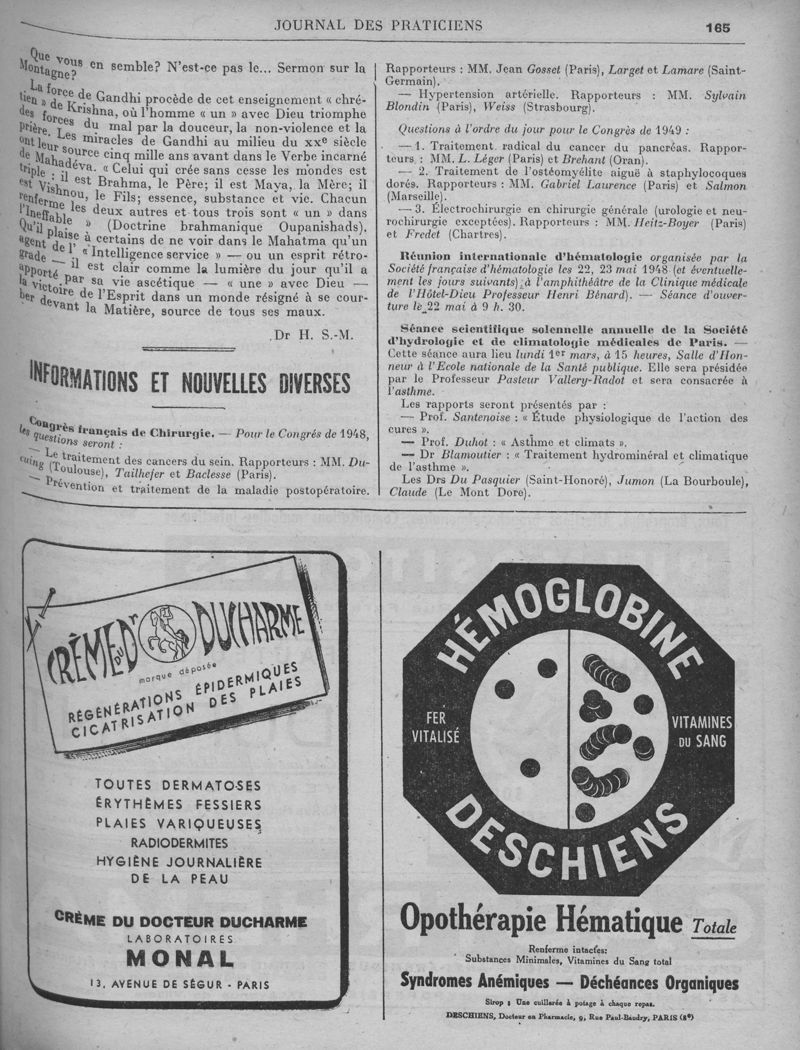 JOURNAL DES PRATICIENS
165
Que vous en semble? N'est-ce pas le... Sermon sur la
Montagne?
La force de Gandhi procède de cet enseignement « chré-
tien » de Krishna, où l'homme « un » avec Dieu triomphe
des forces du mal par la douceur, la non-violence et la
prière. Les miracles de Gandhi au milieu du XXe siècle
ont leur source cinq mille ans avant dans le Verbe incarné
de Mahadéva. « Celui qui crée sans cesse les mondes est
triple : il est Brahma, le Père; il est Maya, la Mère; il
est Vishnou, le Fils; essence, substance et vie. Chacun
renferme les deux autres et tous trois sont « un » dans
l'Ineffable » (Doctrine brahmanique Oupanishads).
Qu'il plaise à certains de ne voir dans le Mahatma qu'un
agent de l' « Intelligence service » — ou un esprit rétro-
grade — il est clair comme la lumière du jour qu'il a
apporté par sa vie ascétique — « une » avec Dieu —
la victoire de l'Esprit dans un monde résigné à se cour-
ber devant la Matière, source de tous ses maux.
Dr H. S.-M.
INFORMATIONS ET NOUVELLES DIVERSES
Congrès français de Chirurgie. — Pour le Congrés de 1948,
les questions seront :
— Le traitement des cancers du sein. Rapporteurs : MM. Du-
cuing (Toulouse), Tailhefer et Baclesse (Paris).
— Prévention et traitement de la maladie postopératoire.
Rapporteurs : MM. Jean Gosset (Paris), Larget et Lamare (Saint-
Germain).
— Hypertension artérielle. Rapporteurs : MM. Sylvain
Blondin (Paris), Weiss (Strasbourg).
Questions à l'ordre du jour pour le Congrès de 1949 :
— 1. Traitement radical du cancer du pancréas. Rappor-
teurs : MM. L. Léger (Paris) et Brehant (Oran).
— 2. Traitement de l'ostéomyélite aiguë à staphylocoques
dorés. Rapporteurs : MM. Gabriel Laurence (Paris) et Salmon
(Marseille).
— 3. Électrochirurgie en chirurgie générale (urologie et neu-
rochirurgie exceptées). Rapporteurs : MM. Heitz-Boyer (Paris)
et Fredet (Chartres).
Réunion internationale d'hématologie organisée par la
Société française d'hématologie les 22, 23 mai 1948 (et éventuelle-
ment les jours suivants) à l'amphithéâtre de la Clinique médicale
de l'Hôtel-Dieu Professeur Henri Bénard). — Séance d'ouver-
ture le 22 mai à 9 h. 30.
Séance scientifique solennelle annuelle de la Société
d'hydrologie et de climatologie médicales de Paris. —
Cette séance aura lieu lundi 1er mars, à 15 heures, Salle d'Hon-
neur à l'Ecole nationale de la Santé publique. Elle sera présidée
par le Professeur Pasteur Vallery-Radot et sera consacrée à
l'asthme.
Les rapports seront présentés par :
— Prof. Santenoise : « Étude physiologique de l'action des
cures ».
— Prof. Duhot : « Asthme et climats ».
— Dr Blamoutier : « Traitement hydrominéral et climatique
de l'asthme ».
Les Drs Du Pasquier (Saint-Honoré), Jumon (La Bourboule),
Claude (Le Mont Dore).
CRÈME DU Dr DUCHARME
marque déposée
RÉGÉNÉRATIONS ÉPIDERMIQUES
CICATRISATION DES PLAIES
TOUTES DERMATOSES
ÉRYTHÈMES FESSIERS
PLAIES VARIQUEUSES
RADIODERMITES
HYGIÈNE JOURNALIÈRE
DE LA PEAU
CRÈME DU DOCTEUR DUCHARME
LABORATOIRES
MONAL
13, AVENUE DE SÉGUR - PARIS
HÉMOGLOBINE
FER
VITALISÉ
VITAMINES
DU SANG
DESCHIENS
Opothérapie Hématique Totale
Renferme intactes:
Substances Minimales, Vitamines du Sang total
Syndromes Anémiques — Déchéances Organiques
Sirop : Une cuillerée à potage à chaque repas.
DESCHIENS, Docteur en Pharmacie, 9, Rue Paul-Baudry, PARIS (8e)